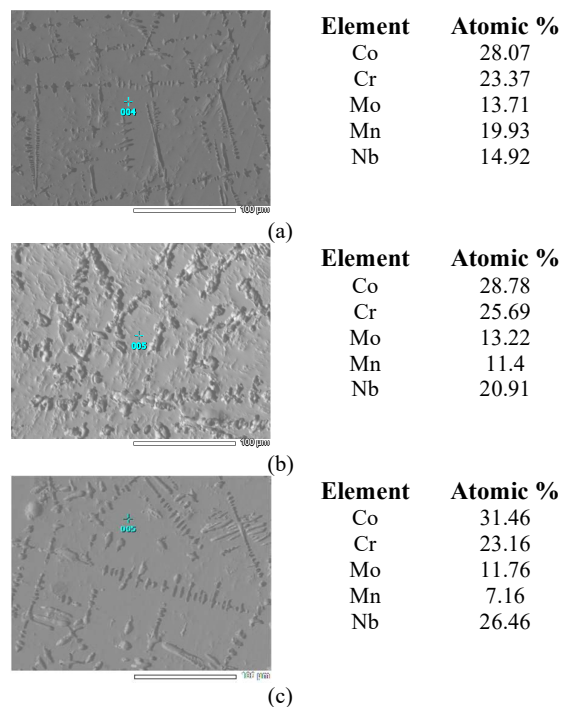 Element Atomic %
Co 28.07
Cr 23.37
Mo 13.71
Mn 19.93
Nb 14.92
004
100 µm
(a)
Element Atomic %
Co 28.78
Cr 25.69
Mo 13.22
Mn 11.4
Nb 20.91
005
100 µm
(b)
Element Atomic %
Co 31.46
Cr 23.16
Mo 11.76
Mn 7.16
Nb 26.46
005
100 µm
(c)